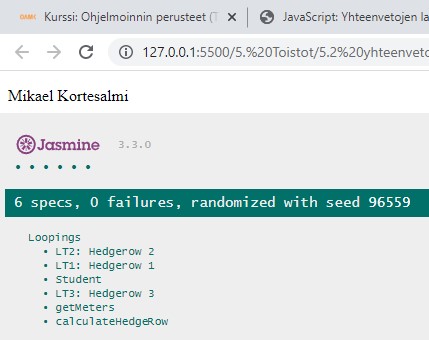 OAMK Kurssi: Ohjelmoinnin perusteet (T
JavaScript: Yhteenvetojen la
127.0.0.1:5500/5.%20Toistot/5.2%20yhteenveto
Mikael Kortesalmi
Jasmine 3.3.0
• • • • • •
6 specs, 0 failures, randomized with seed 96559
Loopings
• LT2: Hedgerow 2
• LT1: Hedgerow 1
• Student
• LT3: Hedgerow 3
• getMeters
• calculateHedgeRow